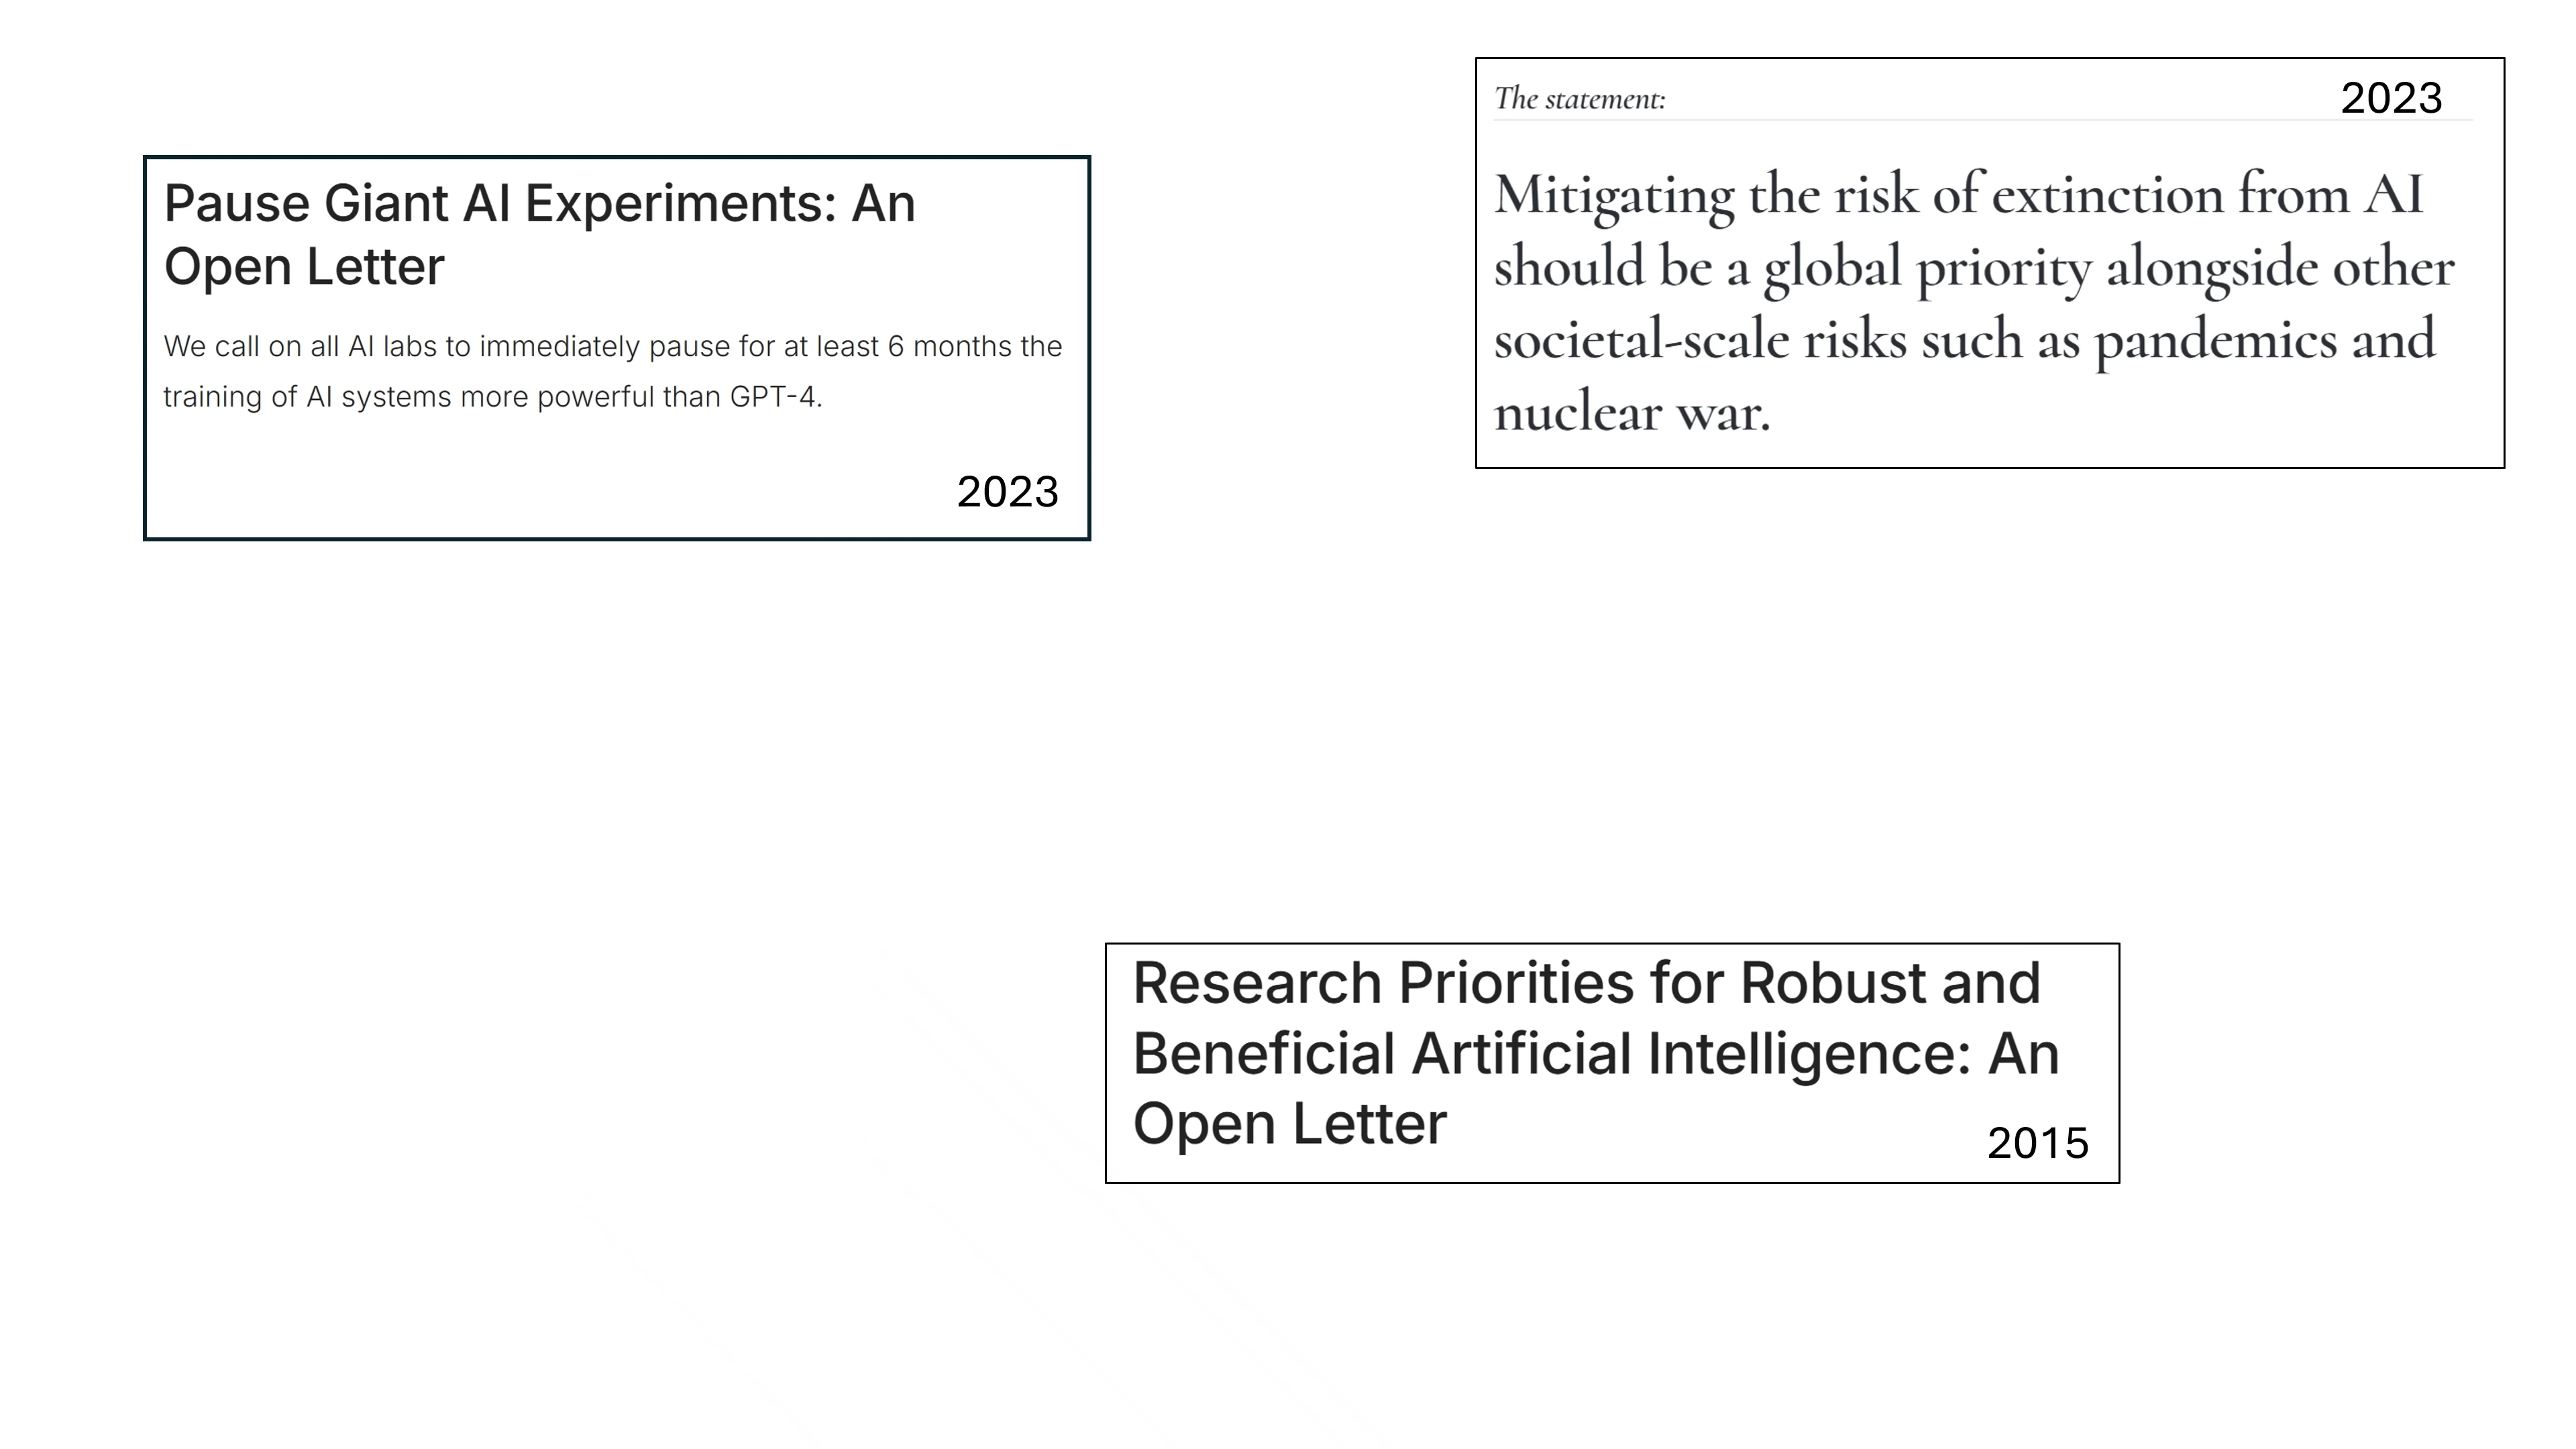 Pause Giant AI Experiments: An
Open Letter
We call on all AI labs to immediately pause for at least 6 months the
training of AI systems more powerful than GPT-4.
2023
The statement:
2023
Mitigating the risk of extinction from AI
should be a global priority alongside other
societal-scale risks such as pandemics and
nuclear war.
Research Priorities for Robust and
Beneficial Artificial Intelligence: An
Open Letter
2015